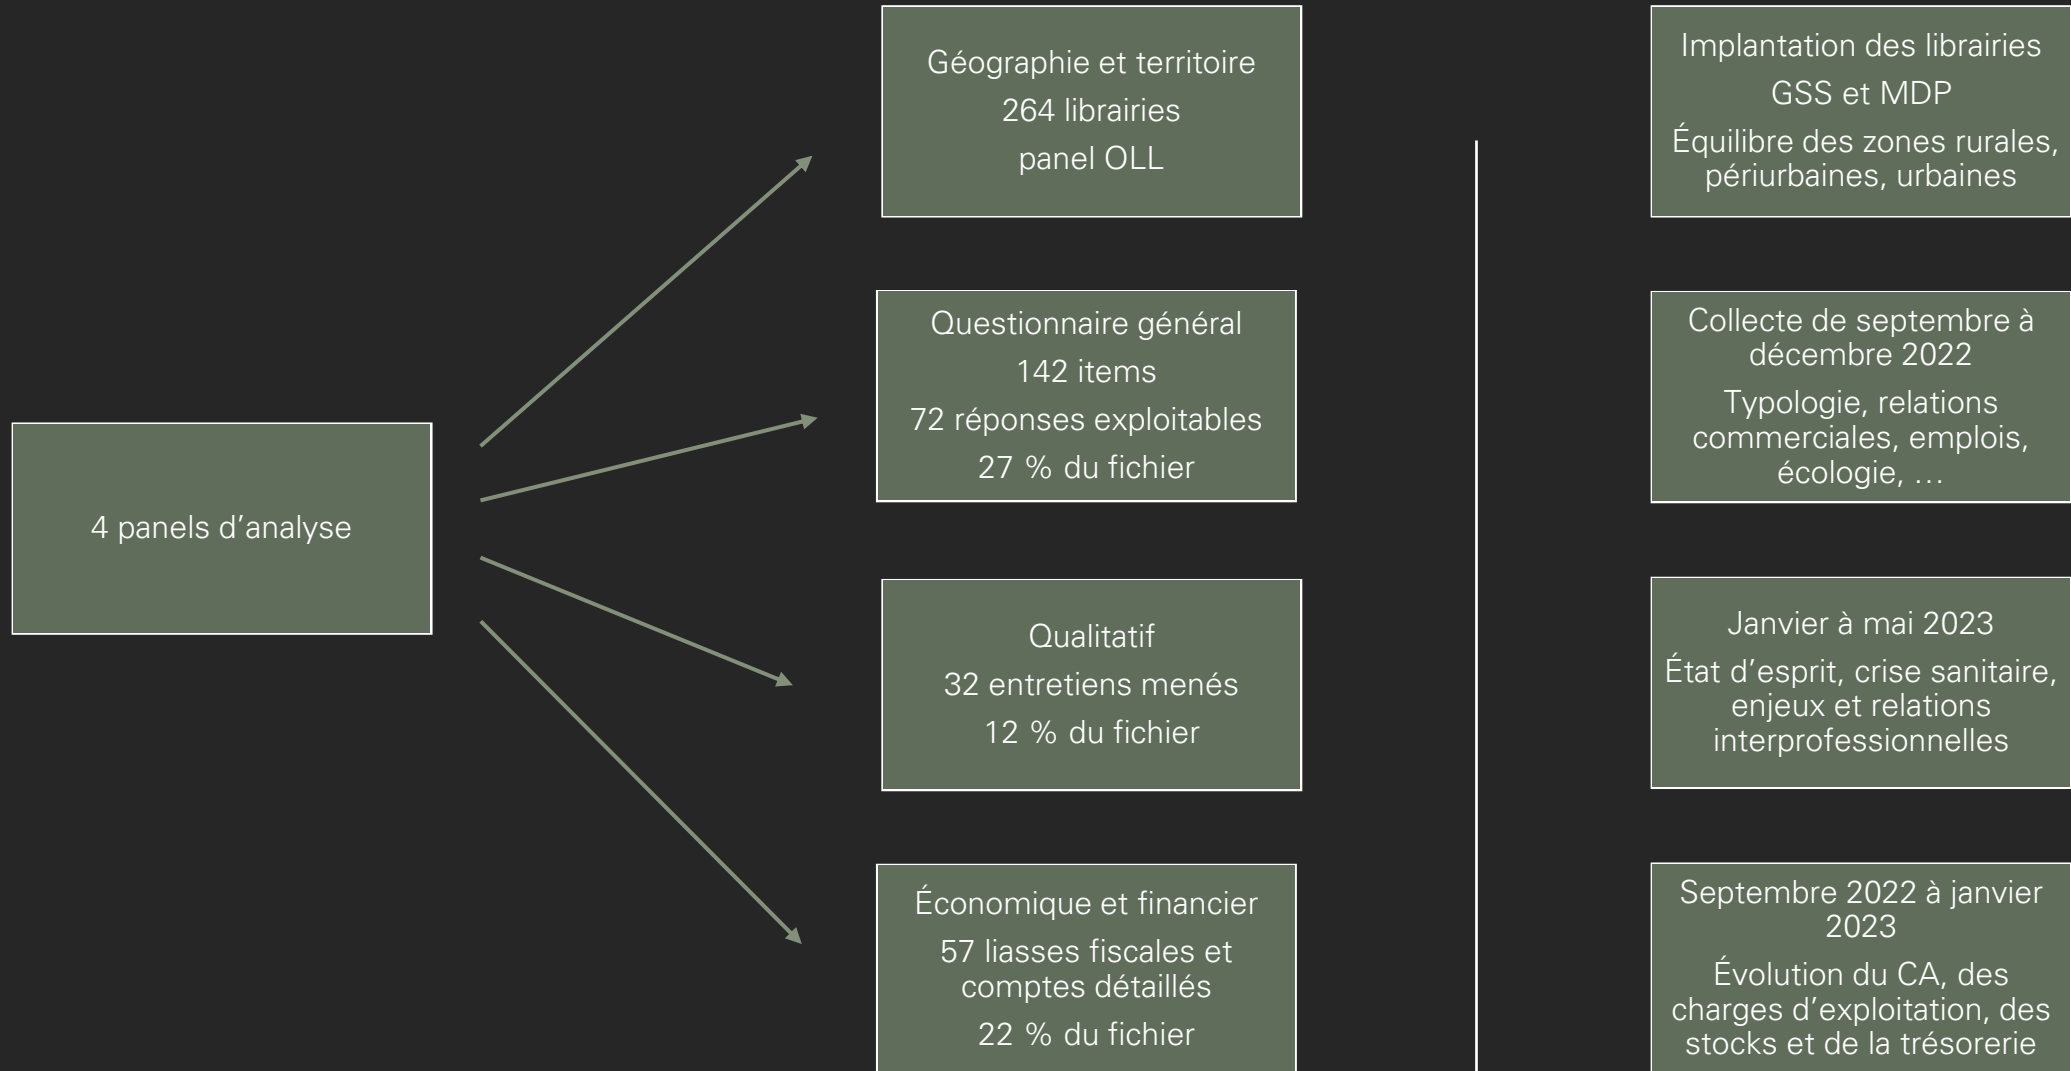 4 panels d’analyse
Géographie et territoire
264 librairies
panel OLL
Implantation des librairies
GSS et MDP
Équilibre des zones rurales,
périurbaines, urbaines
Questionnaire général
142 items
72 réponses exploitables
27 % du fichier
Collecte de septembre à
décembre 2022
Typologie, relations
commerciales, emplois,
écologie, …
Qualitatif
32 entretiens menés
12 % du fichier
Janvier à mai 2023
État d’esprit, crise sanitaire,
enjeux et relations
interprofessionnelles
Économique et financier
57 liasses fiscales et
comptes détaillés
22 % du fichier
Septembre 2022 à janvier
2023
Évolution du CA, des
charges d’exploitation, des
stocks et de la trésorerie